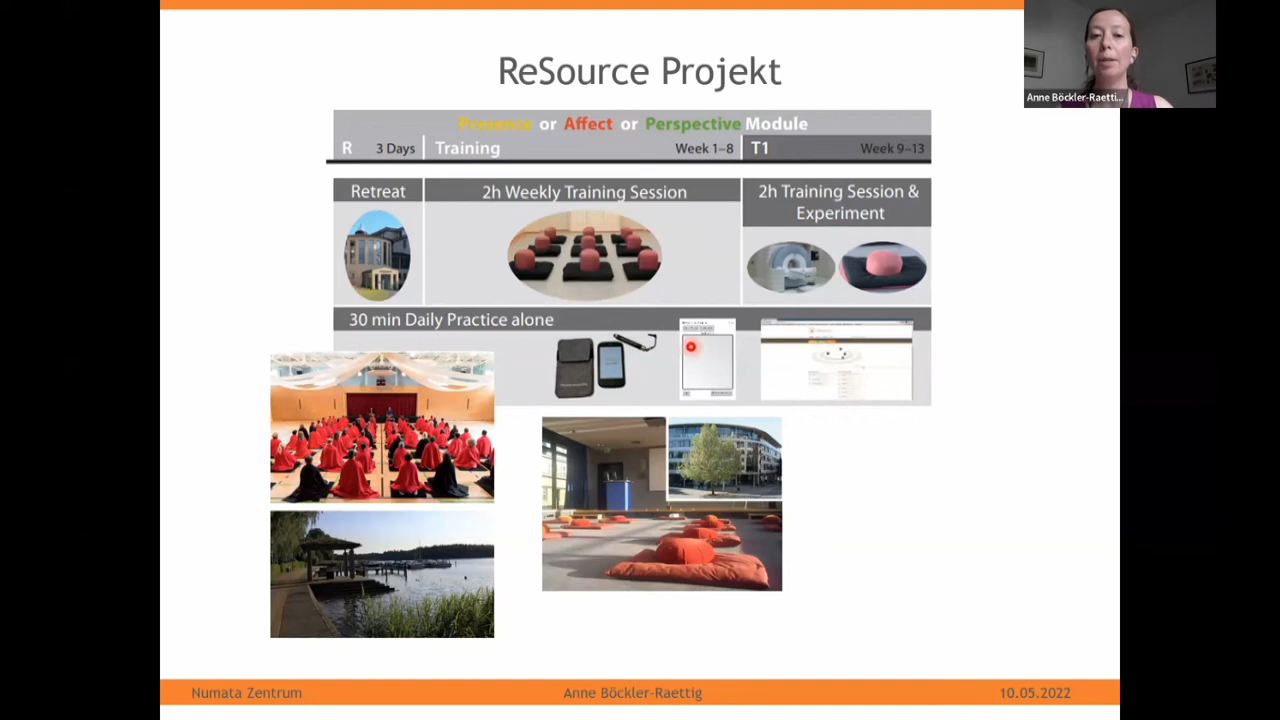 ReSource Projekt
Anne Böckler-Raetti...
Presence or Affect or Perspective Module
R 3 Days Training Week 1–8 T1 Week 9–13
Retreat 2h Weekly Training Session 2h Training Session &
Experiment
30 min Daily Practice alone
Numata Zentrum Anne Böckler-Raettig 10.05.2022